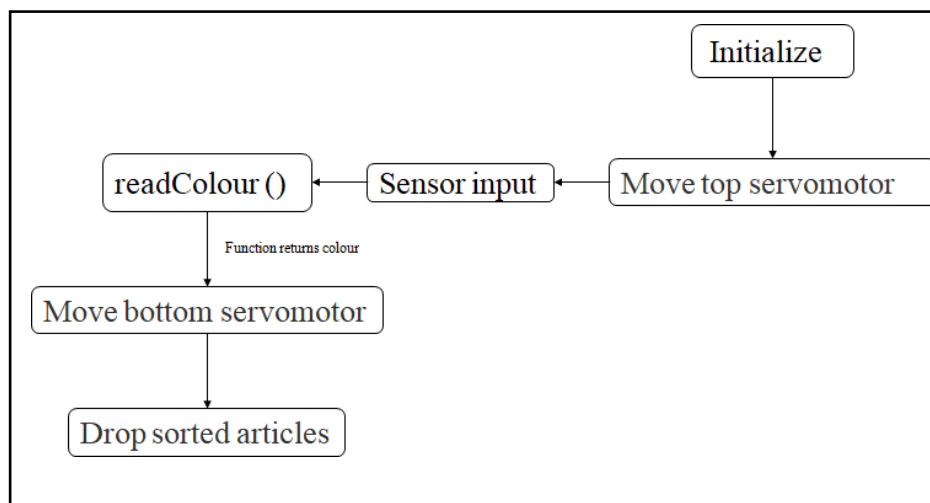 Initialize
Move top servomotor
Sensor input
readColour ()
Function returns colour
Move bottom servomotor
Drop sorted articles